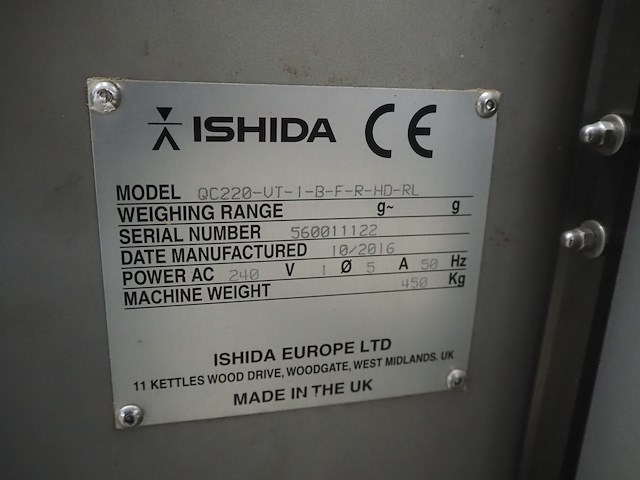 ISHIDA CE
MODEL QC220-VT-1-B-F-R-HD-RL
WEIGHING RANGE g~ g
SERIAL NUMBER 560011122
DATE MANUFACTURED 10/2016
POWER AC 240 V 1 Ø 5 A 50 Hz
MACHINE WEIGHT 450 Kg
ISHIDA EUROPE LTD
11 KETTLES WOOD DRIVE, WOODGATE, WEST MIDLANDS. UK
MADE IN THE UK